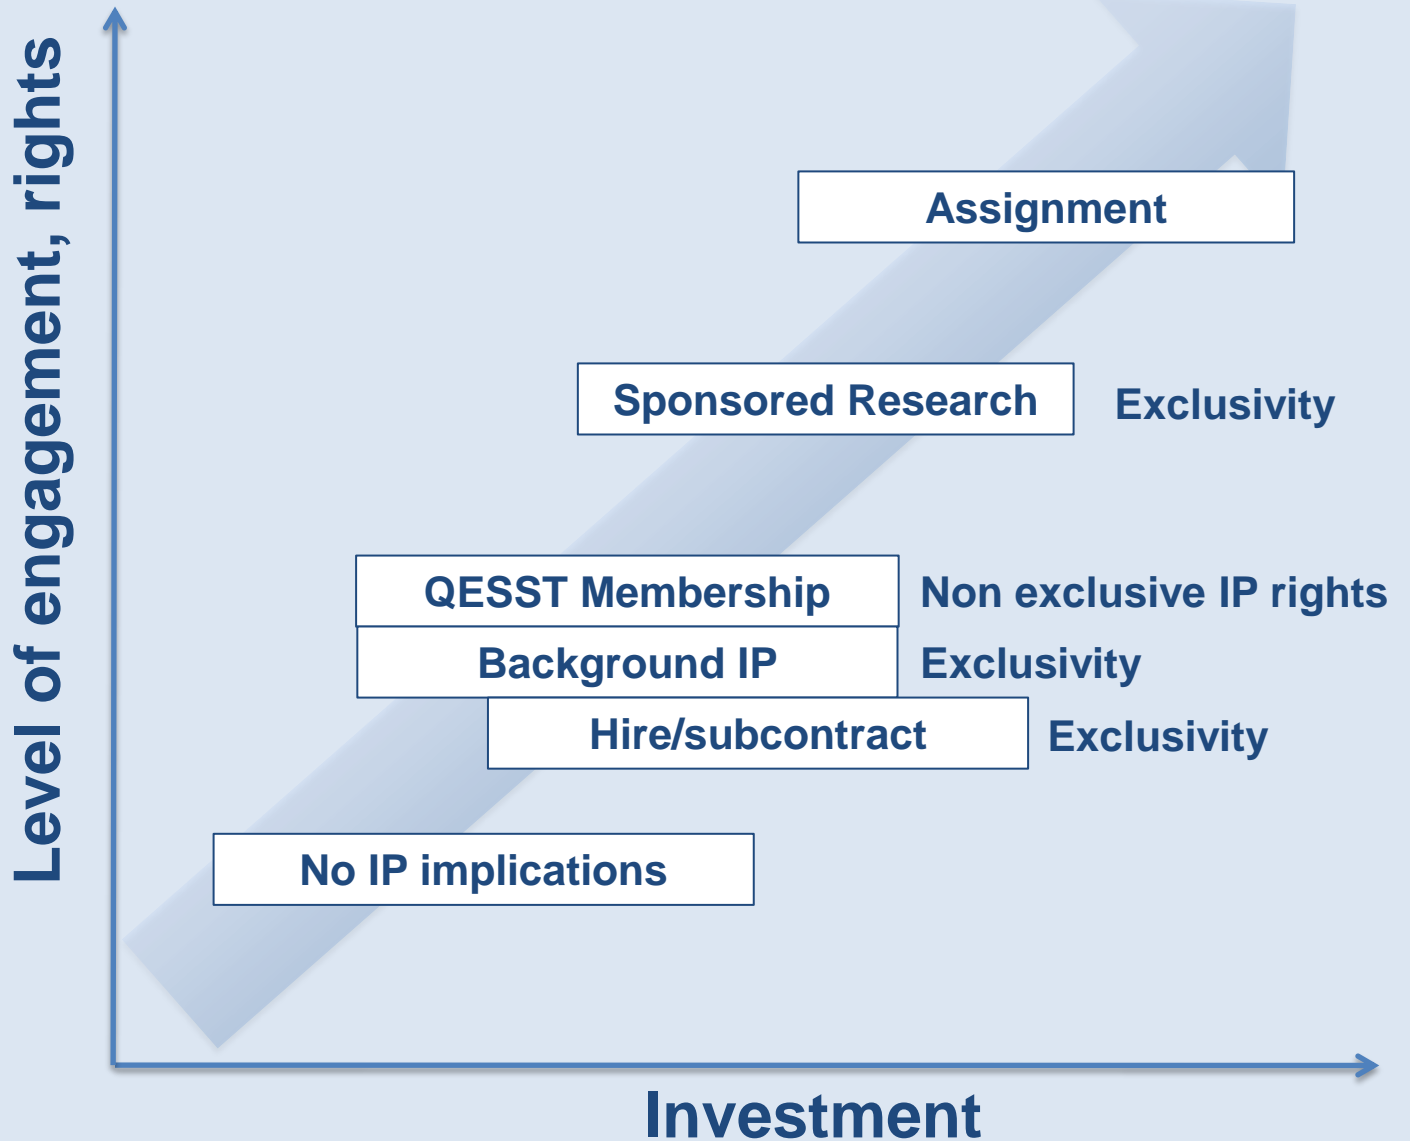 Level of engagement, rights
Assignment
Sponsored Research
Exclusivity
QESST Membership
Non exclusive IP rights
Background IP
Exclusivity
Hire/subcontract
Exclusivity
No IP implications
Investment